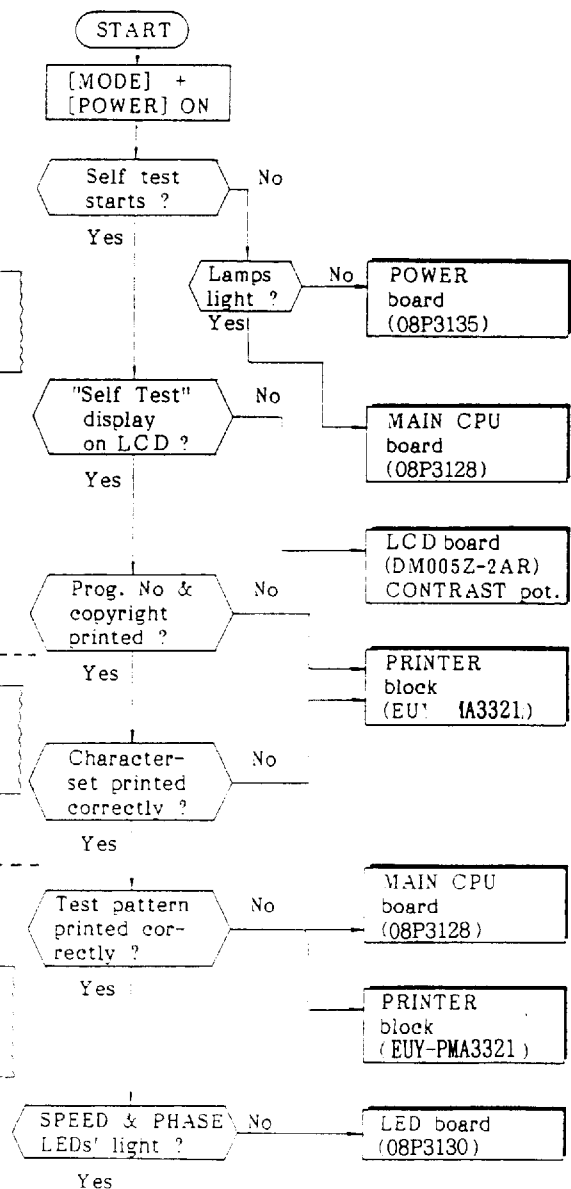 START
[MODE] +
[POWER] ON
Self test
starts ?
No
Yes
Lamps
light ?
No
Yes
POWER
board
(08P3135)
"Self Test"
display
on LCD ?
No
Yes
MAIN CPU
board
(08P3128)
LCD board
(DM005Z-2AR)
CONTRAST pot.
Prog. No &
copyright
printed ?
No
Yes
PRINTER
block
Character-
set printed
correctly ?
No
Yes
Test pattern
printed cor-
rectly ?
No
Yes
MAIN CPU
board
(08P3128)
PRINTER
block
(EUY-PMA3321)
SPEED & PHASE
LEDs' light ?
No
Yes
LED board
(08P3130)